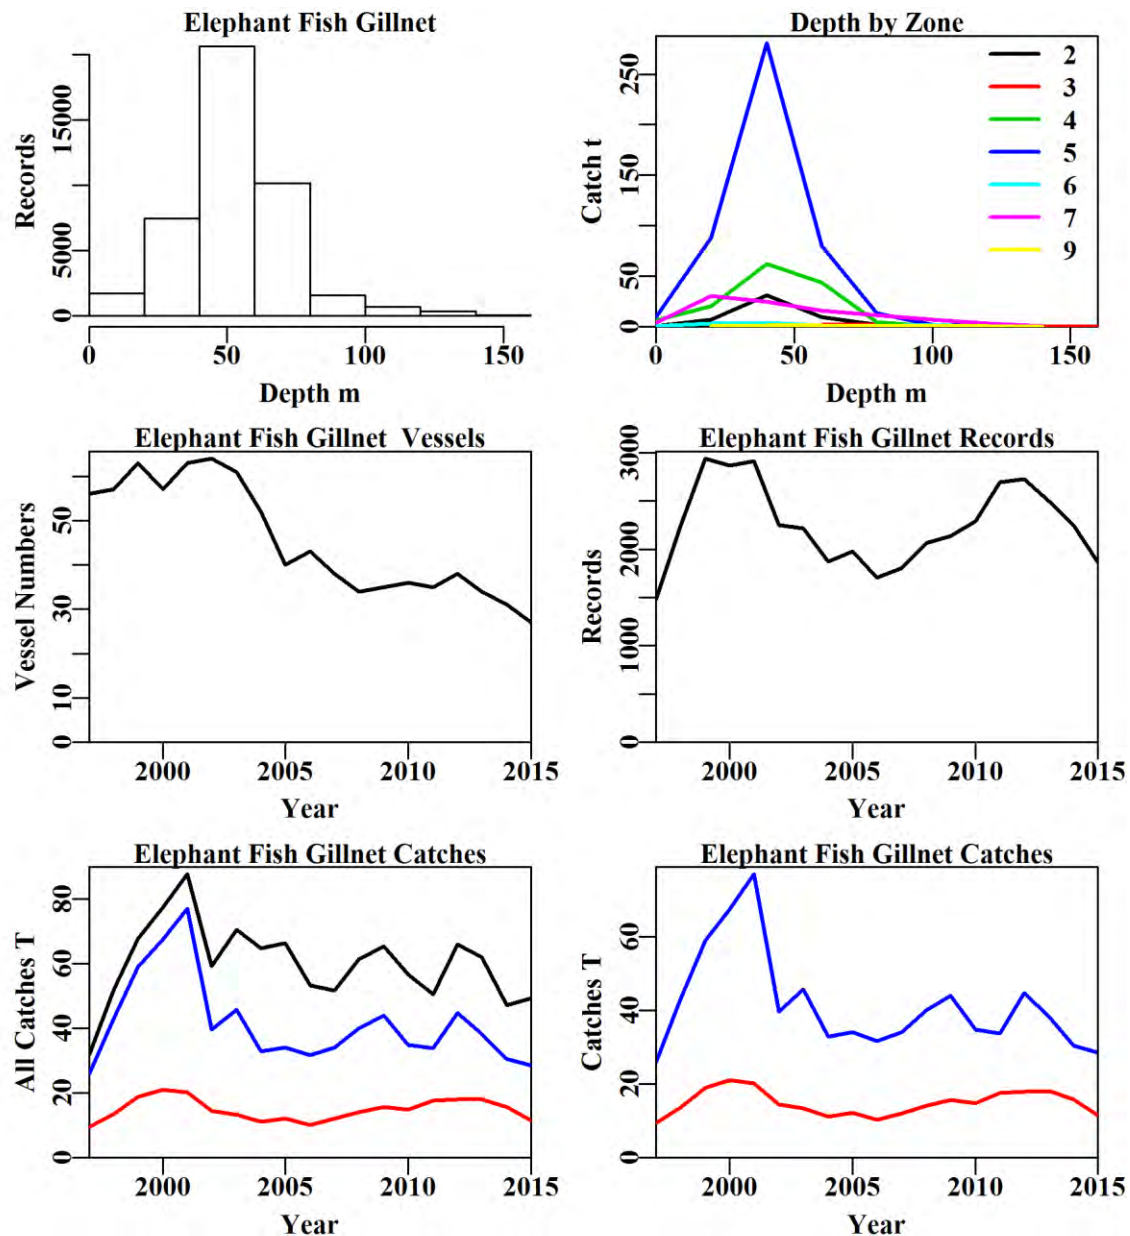 Elephant Fish Gillnet
Records
0 5000 15000
0 50 100 150
Depth m
Depth by Zone
Catch t
0 50 150 250
2
3
4
5
6
7
9
0 50 100 150
Depth m
Elephant Fish Gillnet Vessels
Vessel Numbers
0 10 30 50
2000 2005 2010 2015
Year
Elephant Fish Gillnet Records
Records
0 1000 2000 3000
2000 2005 2010 2015
Year
Elephant Fish Gillnet Catches
All Catches T
0 20 40 60 80
2000 2005 2010 2015
Year
Elephant Fish Gillnet Catches
Catches T
0 20 40 60
2000 2005 2010 2015
Year